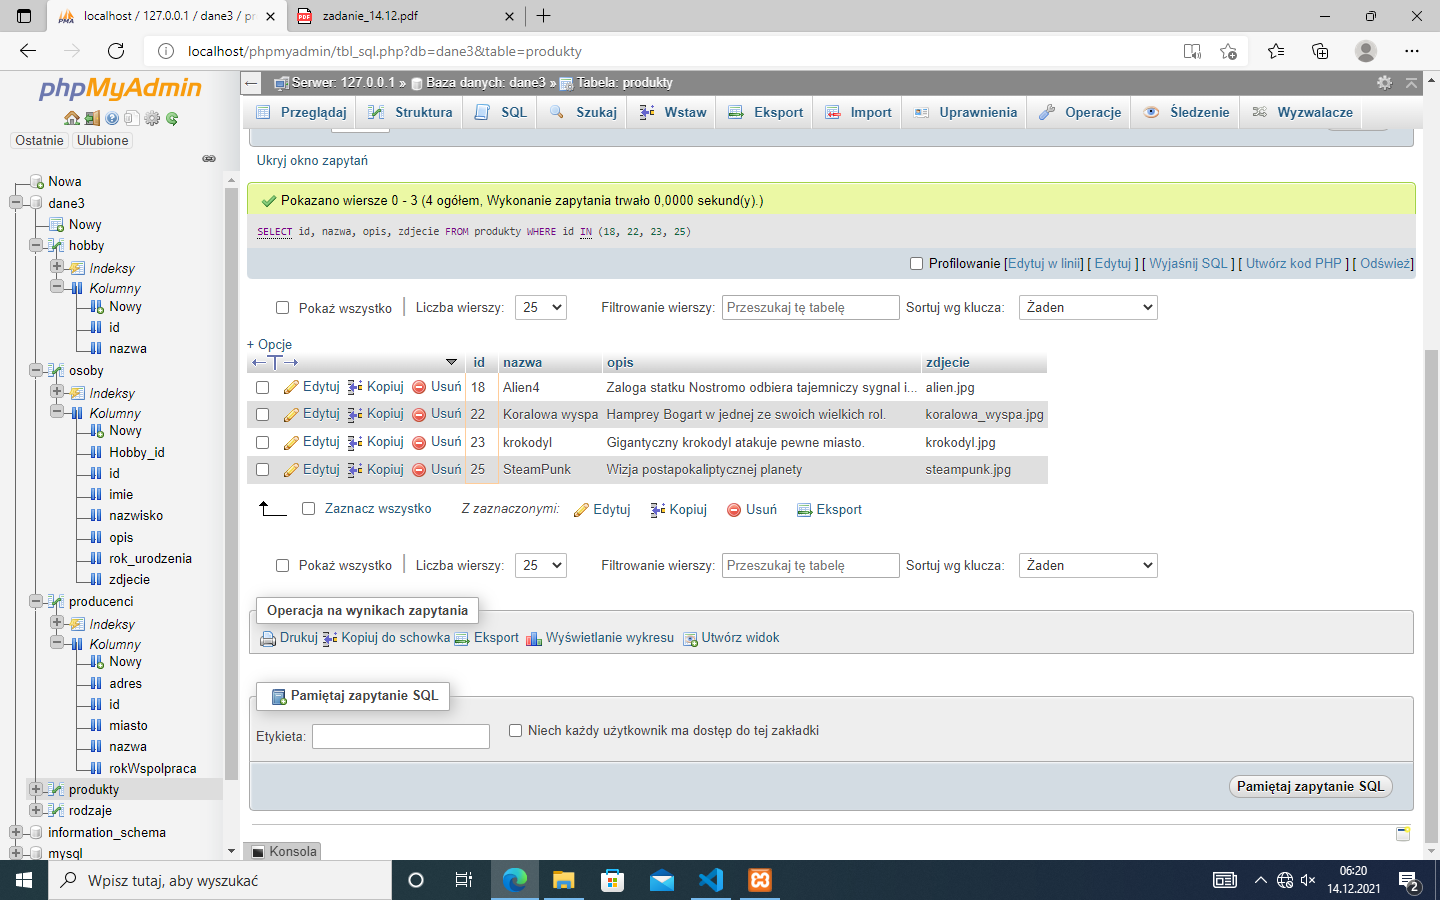 localhost / 127.0.0.1 / dane3 / pr
zadanie_14.12.pdf
localhost/phpmyadmin/tbl_sql.php?db=dane3&table=produkty
phpMyAdmin
Ostatnie
Ulubione
Nowa
dane3
Nowy
hobby
Indeksy
Kolumny
Nowy
id
nazwa
osoby
Indeksy
Kolumny
Nowy
Hobby_id
id
imie
nazwisko
opis
rok_urodzenia
zdjecie
producenci
Indeksy
Kolumny
Nowy
adres
id
miasto
nazwa
rokWspolpraca
produkty
rodzaje
information_schema
mysql
Serwer: 127.0.0.1 » Baza danych: dane3 » Tabela: produkty
Przeglądaj Struktura SQL Szukaj Wstaw Eksport Import Uprawnienia Operacje Śledzenie Wyzwalacze
Ukryj okno zapytań
Pokazano wiersze 0 - 3 (4 ogółem, Wykonanie zapytania trwało 0,0000 sekund(y).)
SELECT id, nazwa, opis, zdjecie FROM produkty WHERE id IN (18, 22, 23, 25)
Profilowanie [Edytuj w linii] [ Edytuj ] [ Wyjaśnij SQL ] [ Utwórz kod PHP ] [ Odśwież]
Pokaż wszystko Liczba wierszy: 25 Filtrowanie wierszy: Przeszukaj tę tabelę Sortuj wg klucza: Żaden
+ Opcje
id nazwa opis zdjecie
Edytuj Kopiuj Usuń 18 Alien4 Zaloga statku Nostromo odbiera tajemniczy sygnal i... alien.jpg
Edytuj Kopiuj Usuń 22 Koralowa wyspa Hamprey Bogart w jednej ze swoich wielkich rol. koralowa_wyspa.jpg
Edytuj Kopiuj Usuń 23 krokodyl Gigantyczny krokodyl atakuje pewne miasto. krokodyl.jpg
Edytuj Kopiuj Usuń 25 SteamPunk Wizja postapokaliptycznej planety steampunk.jpg
Zaznacz wszystko Z zaznaczonymi: Edytuj Kopiuj Usuń Eksport
Pokaż wszystko Liczba wierszy: 25 Filtrowanie wierszy: Przeszukaj tę tabelę Sortuj wg klucza: Żaden
Operacja na wynikach zapytania
Drukuj Kopiuj do schowka Eksport Wyświetlanie wykresu Utwórz widok
Pamiętaj zapytanie SQL
Etykieta: Niech każdy użytkownik ma dostęp do tej zakładki
Pamiętaj zapytanie SQL
Konsola
Wpisz tutaj, aby wyszukać
06:20
14.12.2021
2